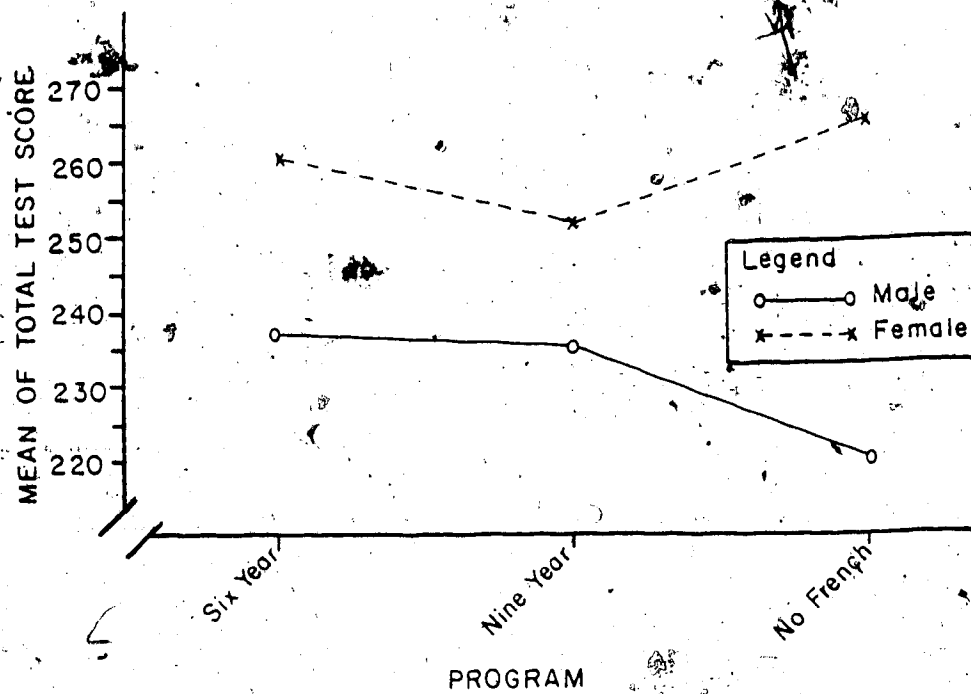 MEAN OF TOTAL TEST SCORE
270
260
250
240
230
220
Legend
Male
Female
Six Year
Nine Year
No French
PROGRAM